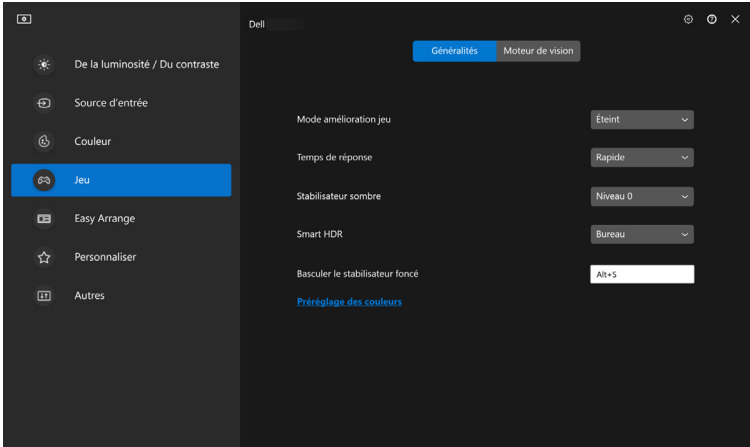 Dell
Généralités
Moteur de vision
De la luminosité / Du contraste
Source d'entrée
Couleur
Jeu
Easy Arrange
Personnaliser
Autres
Mode amélioration jeu
Éteint
Temps de réponse
Rapide
Stabilisateur sombre
Niveau 0
Smart HDR
Bureau
Basculer le stabilisateur foncé
Alt+S
Préréglage des couleurs